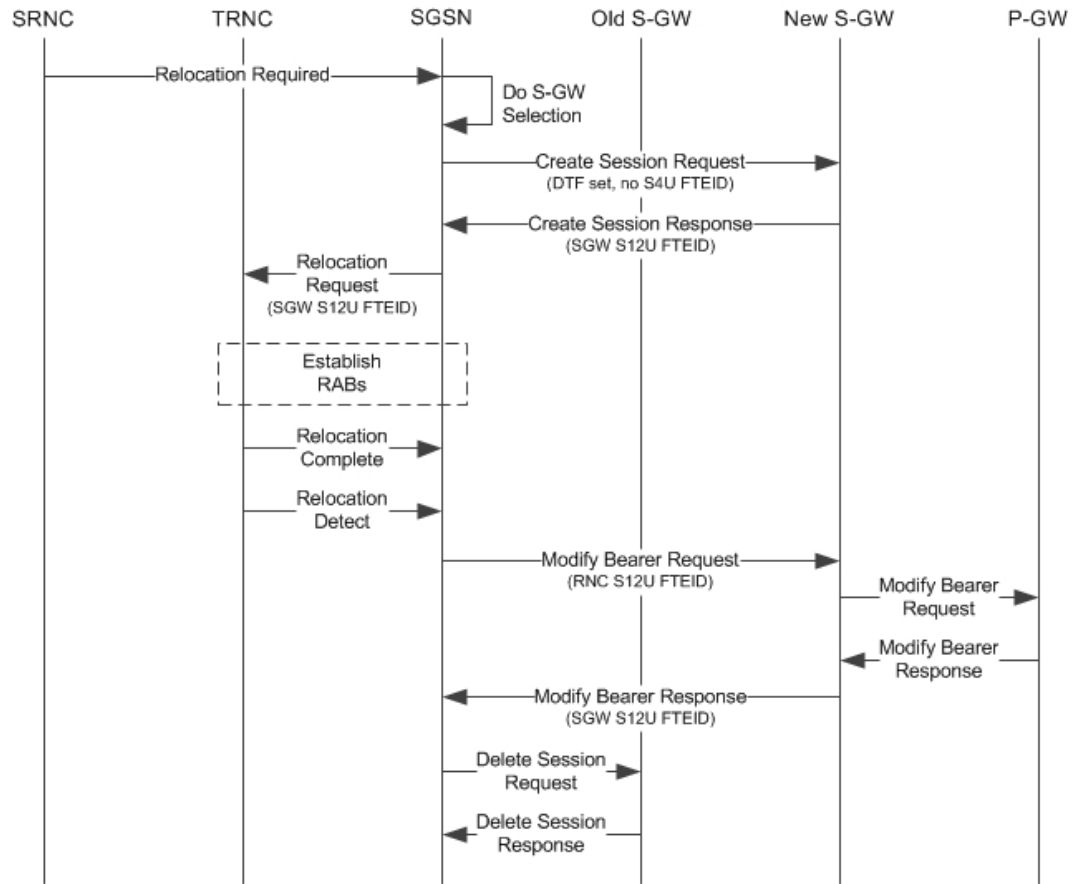 SRNC TRNC SGSN Old S-GW New S-GW P-GW
Relocation Required
Do S-GW
Selection
Create Session Request
(DTF set, no S4U FTEID)
Create Session Response
(SGW S12U FTEID)
Relocation
Request
(SGW S12U FTEID)
Establish
RABs
Relocation
Complete
Relocation
Detect
Modify Bearer Request
(RNC S12U FTEID)
Modify Bearer
Request
Modify Bearer
Response
Modify Bearer Response
(SGW S12U FTEID)
Delete Session
Request
Delete Session
Response